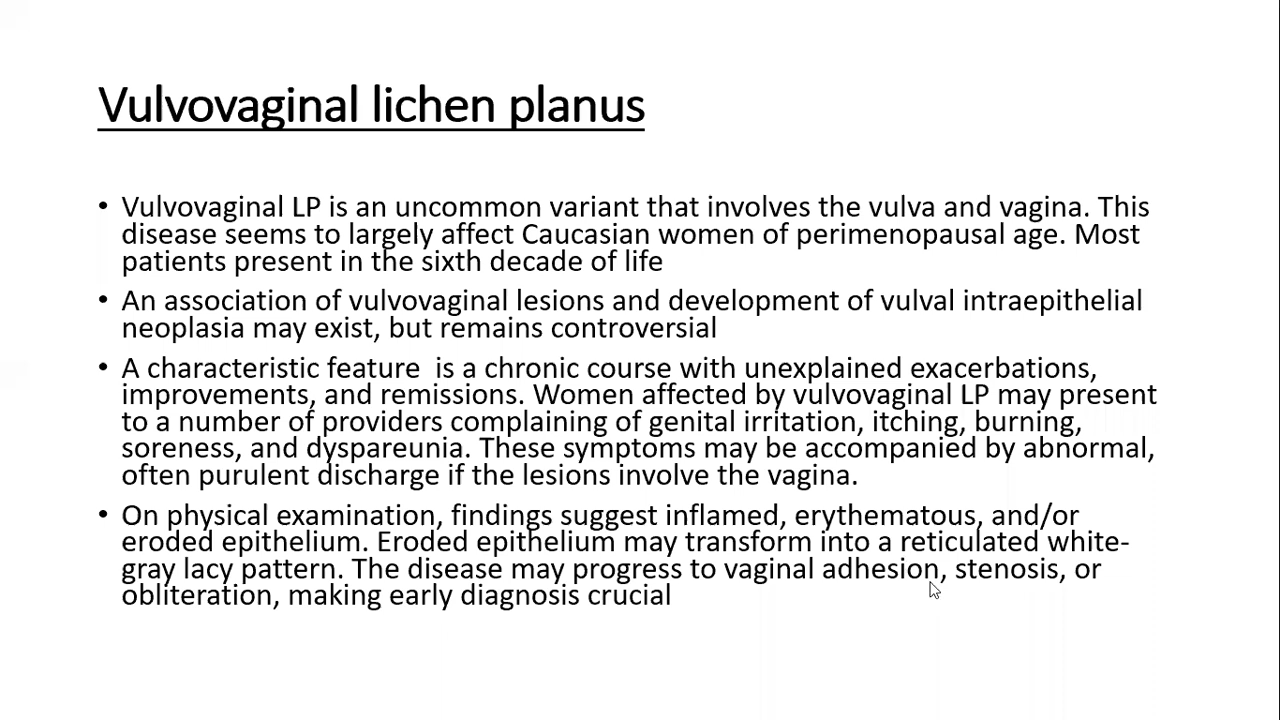 Vulvovaginal lichen planus
• Vulvovaginal LP is an uncommon variant that involves the vulva and vagina. This
disease seems to largely affect Caucasian women of perimenopausal age. Most
patients present in the sixth decade of life
• An association of vulvovaginal lesions and development of vulval intraepithelial
neoplasia may exist, but remains controversial
• A characteristic feature  is a chronic course with unexplained exacerbations,
improvements, and remissions. Women affected by vulvovaginal LP may present
to a number of providers complaining of genital irritation, itching, burning,
soreness, and dyspareunia. These symptoms may be accompanied by abnormal,
often purulent discharge if the lesions involve the vagina.
• On physical examination, findings suggest inflamed, erythematous, and/or
eroded epithelium. Eroded epithelium may transform into a reticulated white-
gray lacy pattern. The disease may progress to vaginal adhesion, stenosis, or
obliteration, making early diagnosis crucial